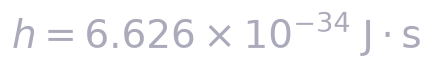 h = 6.626 × 10⁻³⁴ J · s